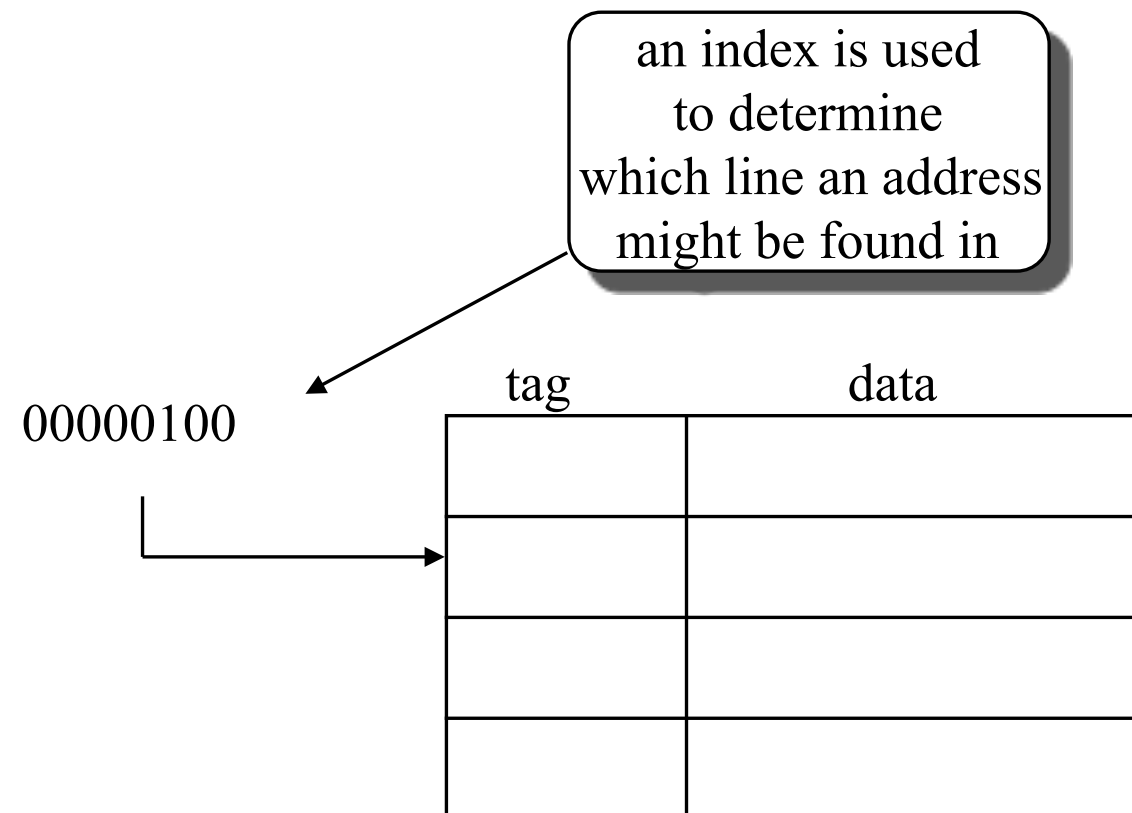 an index is used
to determine
which line an address
might be found in
tag data
00000100